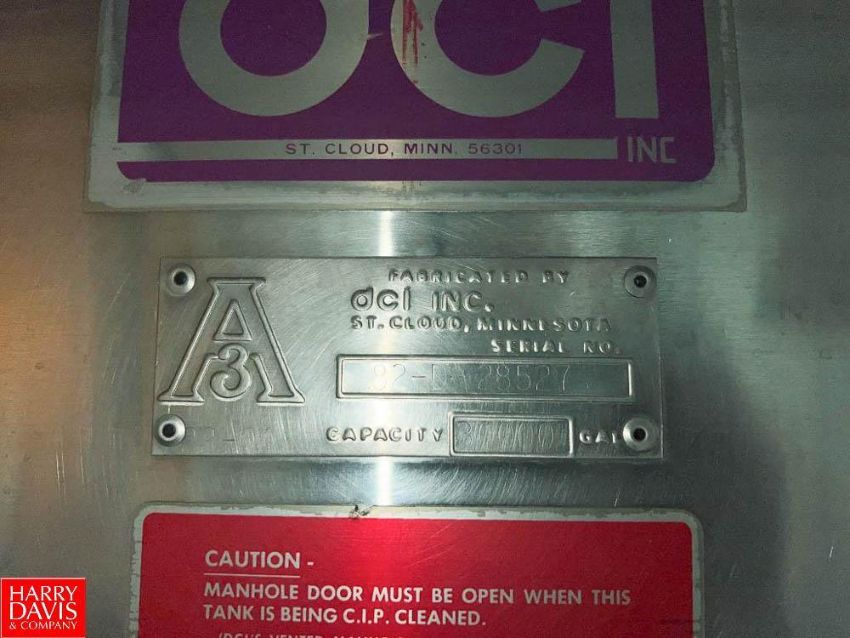 dci
ST. CLOUD, MINN. 56301
INC
A
3
FABRICATED BY
dci INC.
ST. CLOUD, MINNESOTA
SERIAL NO.
CAPACITY GAL
CAUTION -
MANHOLE DOOR MUST BE OPEN WHEN THIS
TANK IS BEING C.I.P. CLEANED.
HARRY
DAVIS
& COMPANY